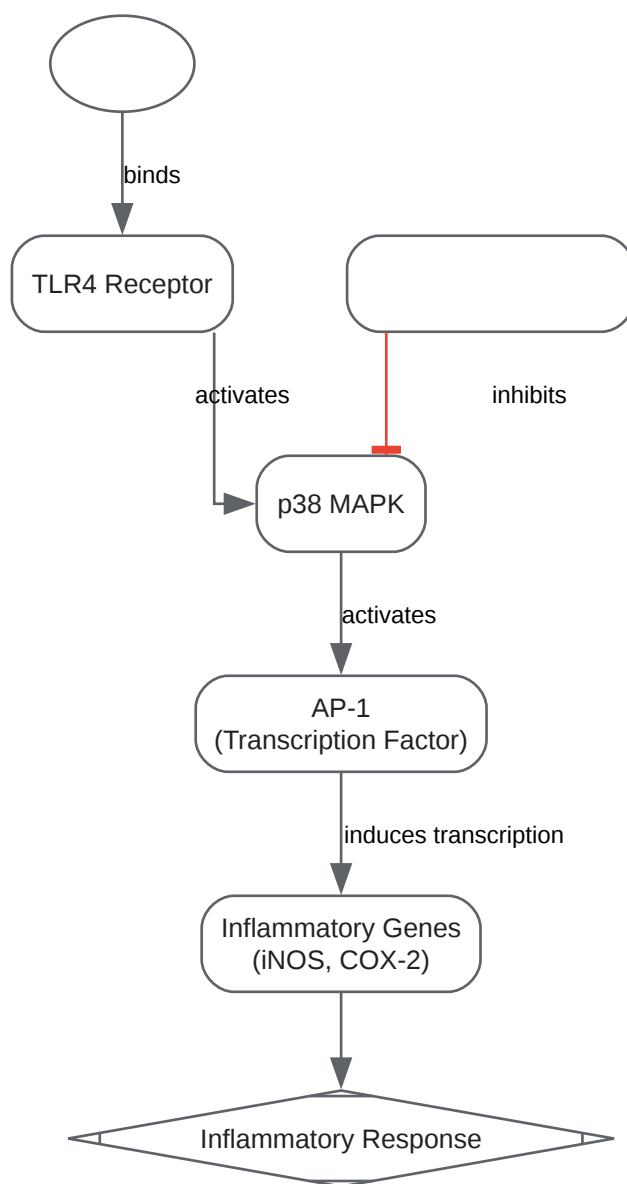 binds
TLR4 Receptor
activates
inhibits
p38 MAPK
activates
AP-1
(Transcription Factor)
induces transcription
Inflammatory Genes
(iNOS, COX-2)
Inflammatory Response